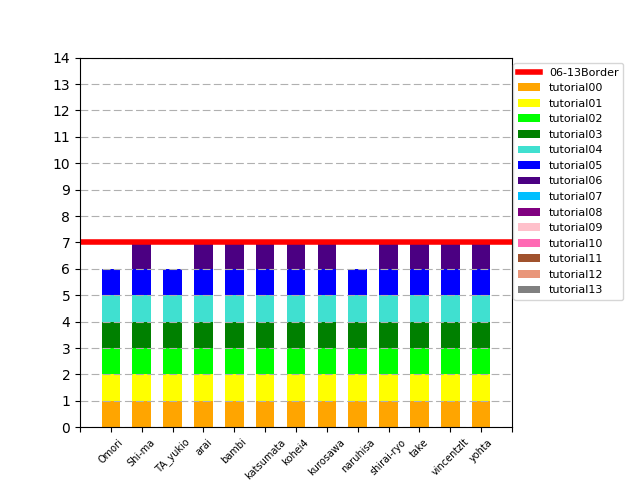 14
13
12
11
10
9
8
7
6
5
4
3
2
1
0
Omori
Shi-ma
TA_yukio
arai
bambi
katsumata
kohei4
kurosawa
naruhisa
shirai-ryo
take
vincentzlt
yohta
06-13Border
tutorial00
tutorial01
tutorial02
tutorial03
tutorial04
tutorial05
tutorial06
tutorial07
tutorial08
tutorial09
tutorial10
tutorial11
tutorial12
tutorial13